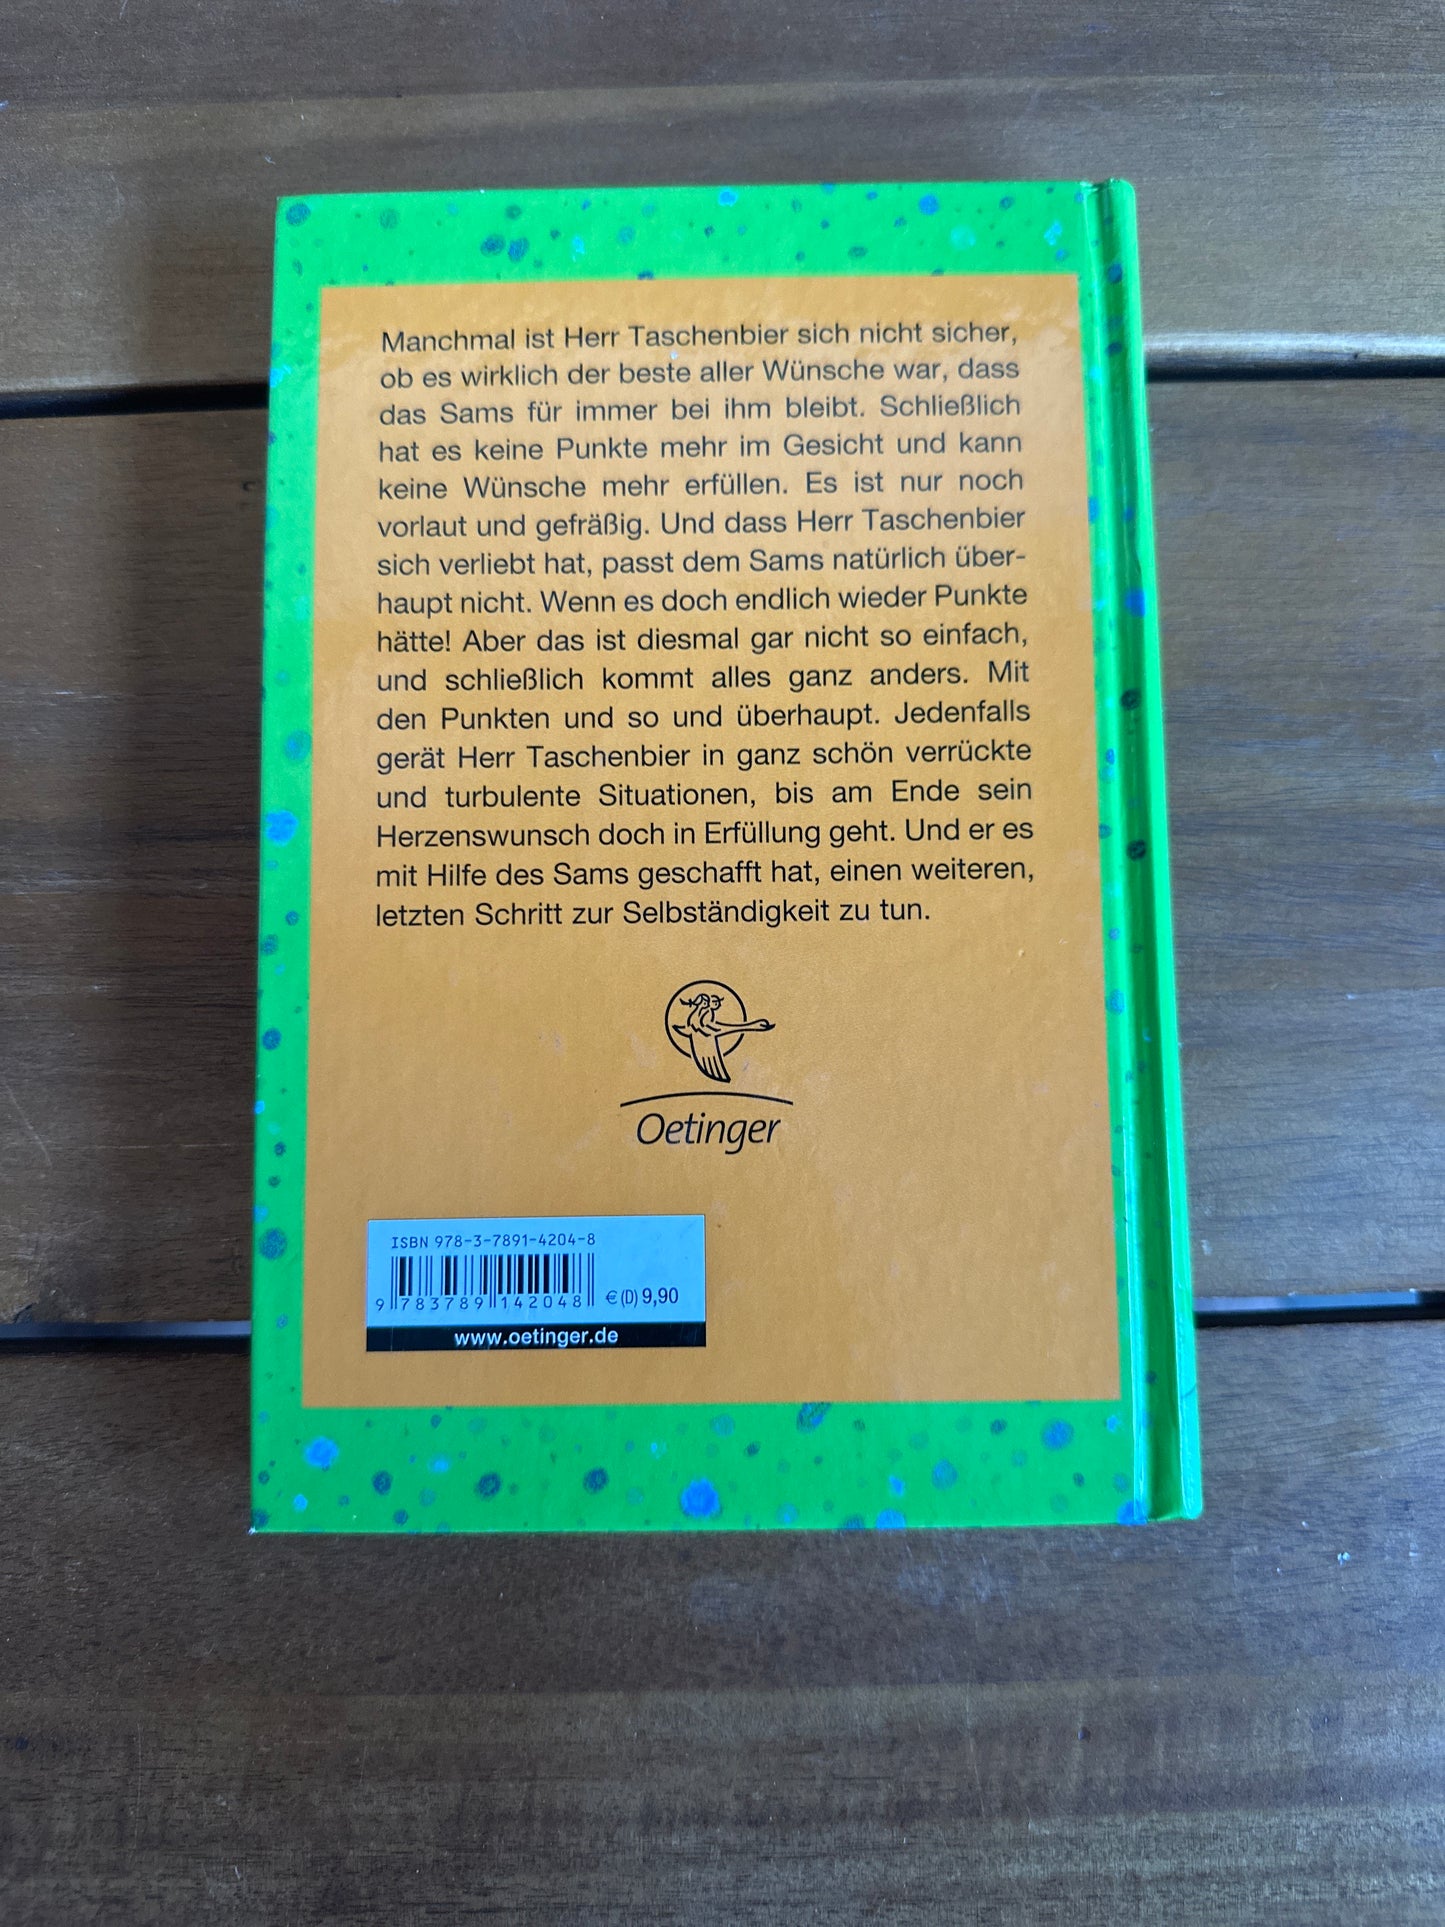 Manchmal ist Herr Taschenbier sich nicht sicher,
ob es wirklich der beste aller Wünsche war, dass
das Sams für immer bei ihm bleibt. Schließlich
hat es keine Punkte mehr im Gesicht und kann
keine Wünsche mehr erfüllen. Es ist nur noch
vorlaut und gefräßig. Und dass Herr Taschenbier
sich verliebt hat, passt dem Sams natürlich über-
haupt nicht. Wenn es doch endlich wieder Punkte
hätte! Aber das ist diesmal gar nicht so einfach,
und schließlich kommt alles ganz anders. Mit
den Punkten und so und überhaupt. Jedenfalls
gerät Herr Taschenbier in ganz schön verrückte
und turbulente Situationen, bis am Ende sein
Herzenswunsch doch in Erfüllung geht. Und er es
mit Hilfe des Sams geschafft hat, einen weiteren,
letzten Schritt zur Selbständigkeit zu tun.
Oetinger
ISBN 978-3-7891-4204-8
9 783789 142048 € (D) 9,90
www.oetinger.de